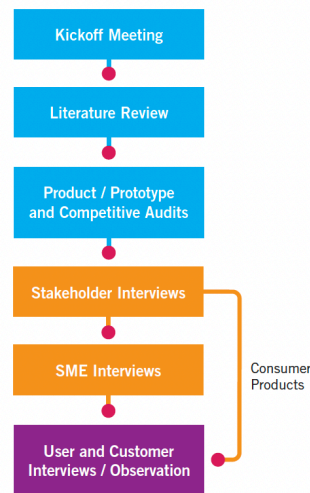 Kickoff Meeting
Literature Review
Product / Prototype
and Competitive Audits
Stakeholder Interviews
SME Interviews
Consumer
Products
User and Customer
Interviews / Observation